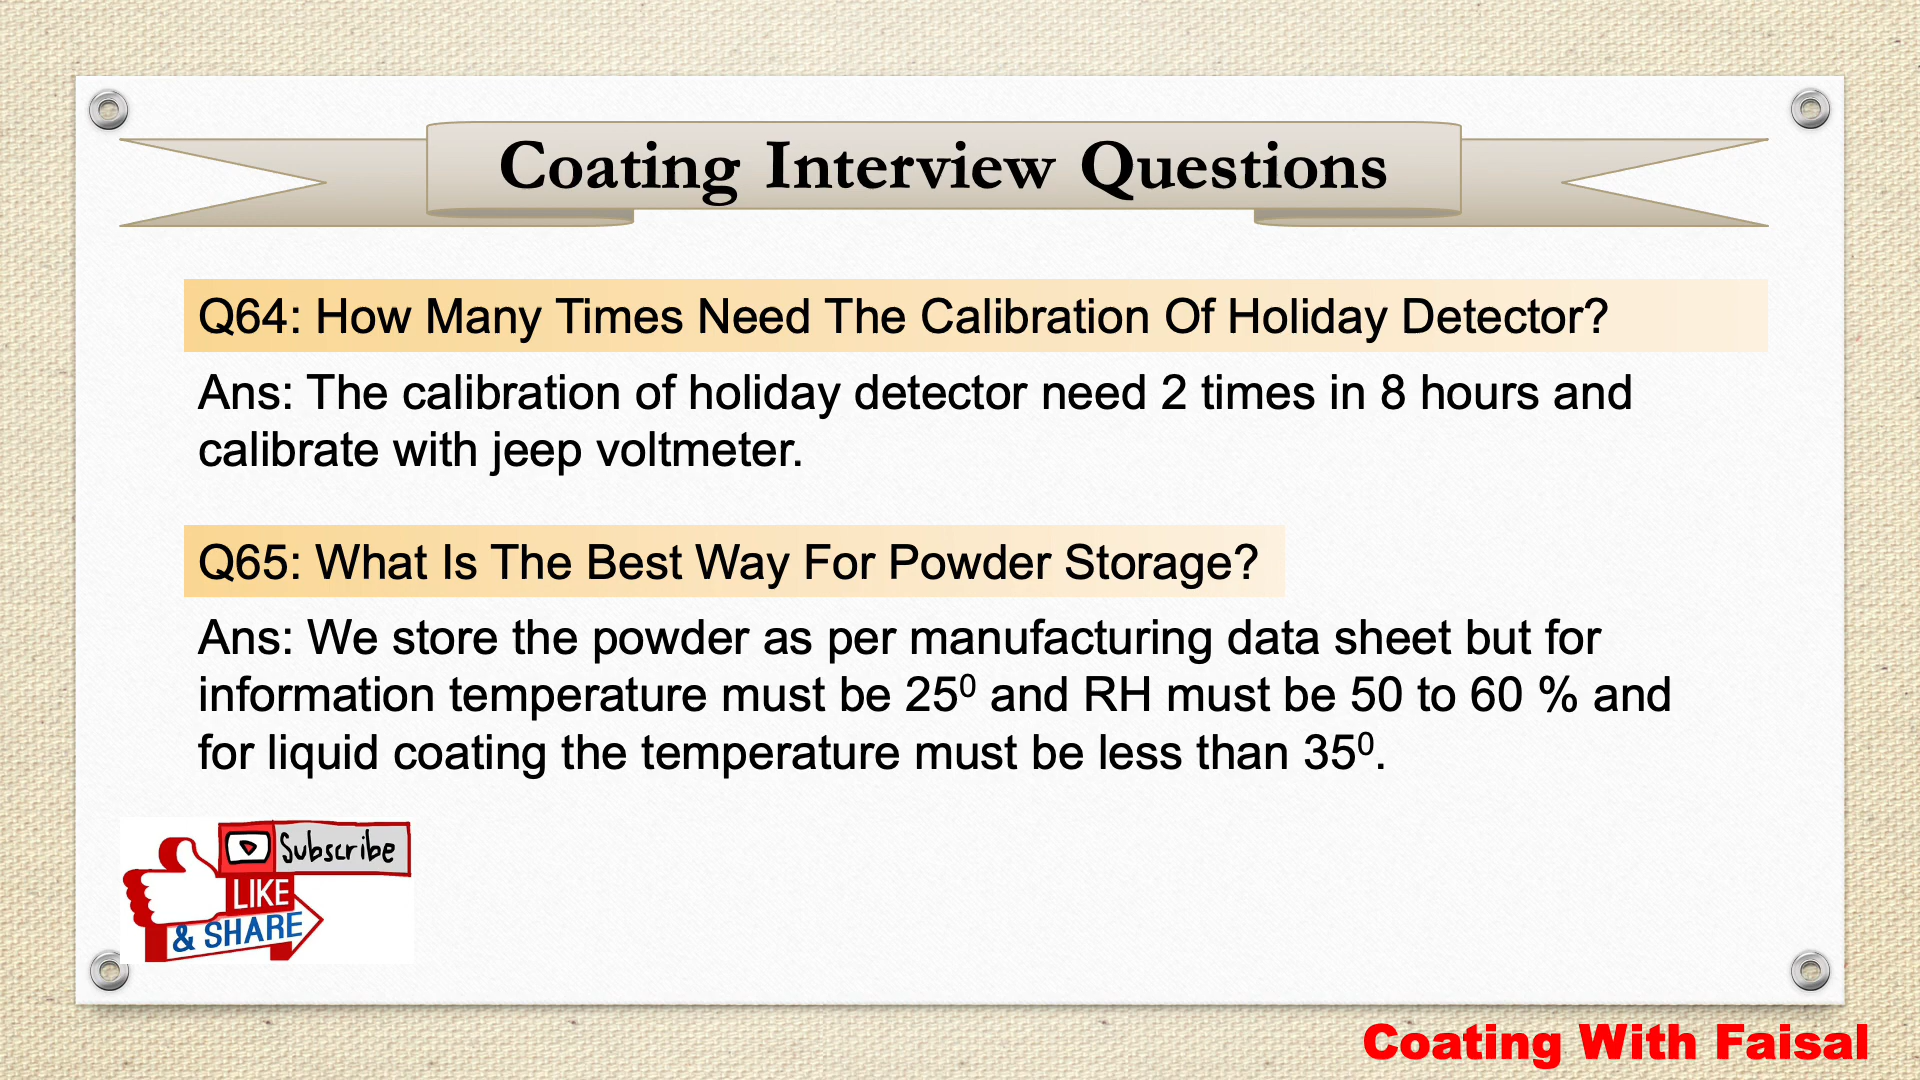 Coating Interview Questions
Q64: How Many Times Need The Calibration Of Holiday Detector?
Ans: The calibration of holiday detector need 2 times in 8 hours and
calibrate with jeep voltmeter.
Q65: What Is The Best Way For Powder Storage?
Ans: We store the powder as per manufacturing data sheet but for
information temperature must be 25⁰ and RH must be 50 to 60 % and
for liquid coating the temperature must be less than 35⁰.
Subscribe
LIKE
& SHARE
Coating With Faisal